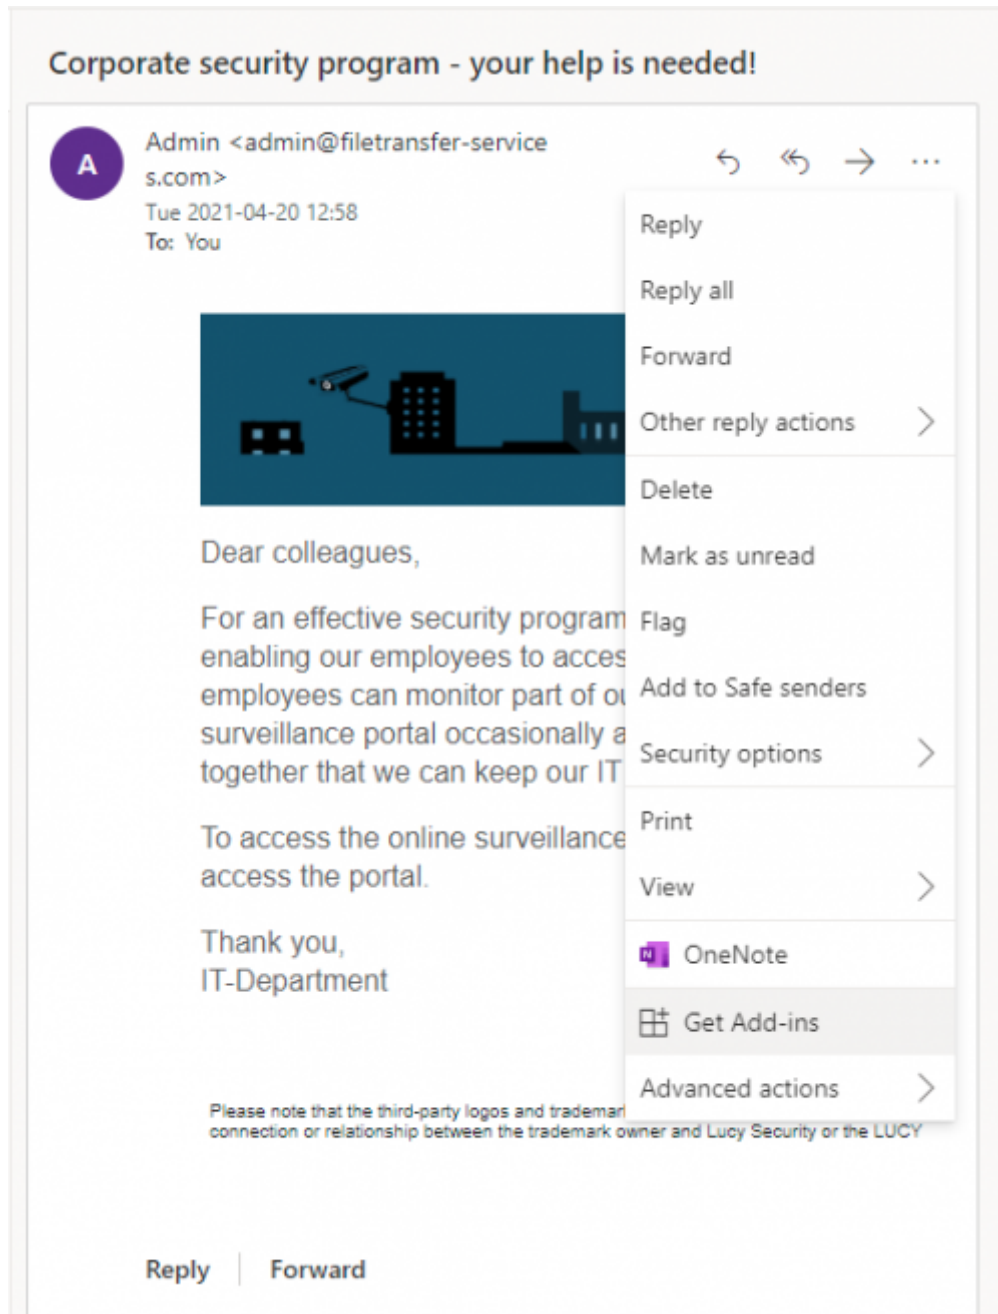 Corporate security program - your help is needed!
A
Admin <admin@filetransfer-service
s.com>
Tue 2021-04-20 12:58
To: You
Reply
Reply all
Forward
Other reply actions
Delete
Mark as unread
Flag
Add to Safe senders
Security options
Print
View
N
OneNote
Get Add-ins
Advanced actions
Dear colleagues,
For an effective security program
enabling our employees to acces
employees can monitor part of ou
surveillance portal occasionally a
together that we can keep our IT
To access the online surveillance
access the portal.
Thank you,
IT-Department
Please note that the third-party logos and trademar
connection or relationship between the trademark owner and Lucy Security or the LUCY
Reply
Forward